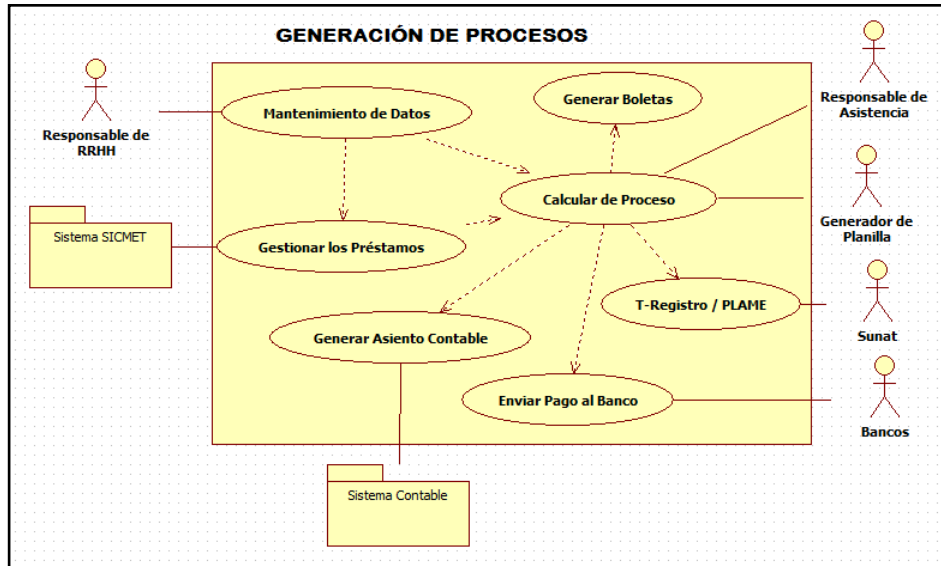 GENERACIÓN DE PROCESOS
Responsable de
RRHH
Mantenimiento de Datos
Generar Boletas
Responsable de
Asistencia
Calcular de Proceso
Generador de
Planilla
Sistema SICMET
Gestionar los Préstamos
T-Registro / PLAME
Sunat
Generar Asiento Contable
Enviar Pago al Banco
Bancos
Sistema Contable